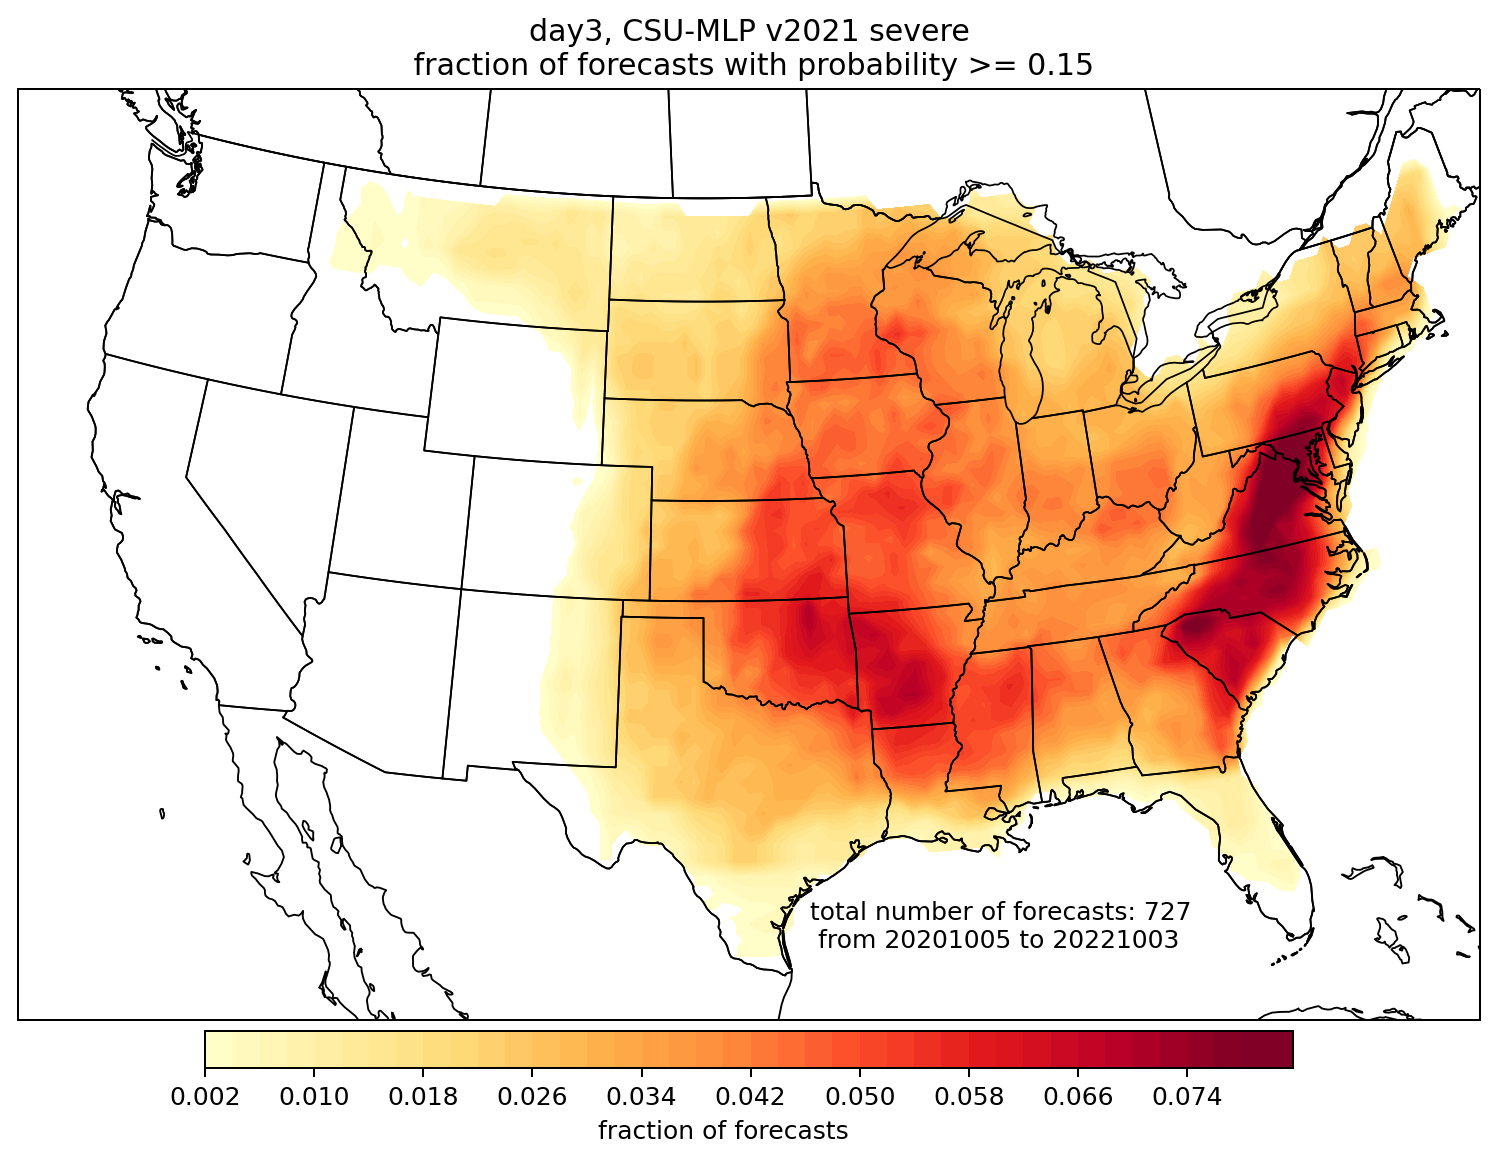 day3, CSU-MLP v2021 severe
fraction of forecasts with probability >= 0.15
total number of forecasts: 727
from 20201005 to 20221003
0.002 0.010 0.018 0.026 0.034 0.042 0.050 0.058 0.066 0.074
fraction of forecasts